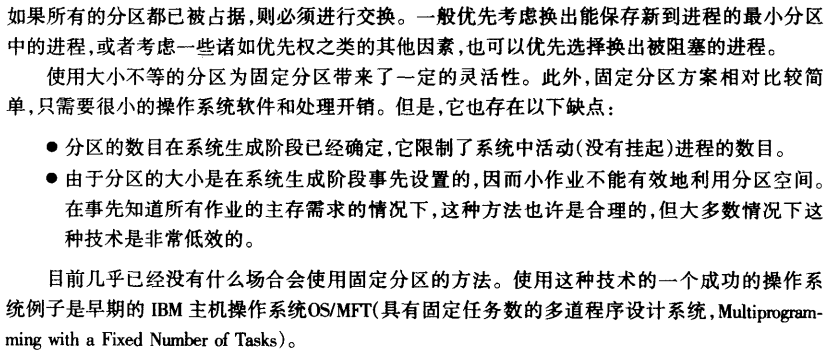 如果所有的分区都已被占据,则必须进行交换。一般优先考虑换出能保存新到进程的最小分区
中的进程,或者考虑一些诸如优先权之类的其他因素,也可以优先选择换出被阻塞的进程。
使用大小不等的分区为固定分区带来了一定的灵活性。此外,固定分区方案相对比较简
单,只需要很小的操作系统软件和处理开销。但是,它也存在以下缺点:
● 分区的数目在系统生成阶段已经确定,它限制了系统中活动(没有挂起)进程的数目。
● 由于分区的大小是在系统生成阶段事先设置的,因而小作业不能有效地利用分区空间。
在事先知道所有作业的主存需求的情况下,这种方法也许是合理的,但大多数情况下这
种技术是非常低效的。
目前几乎已经没有什么场合会使用固定分区的方法。使用这种技术的一个成功的操作系
统例子是早期的 IBM 主机操作系统OS/MFT(具有固定任务数的多道程序设计系统,Multiprogram-
ming with a Fixed Number of Tasks)。